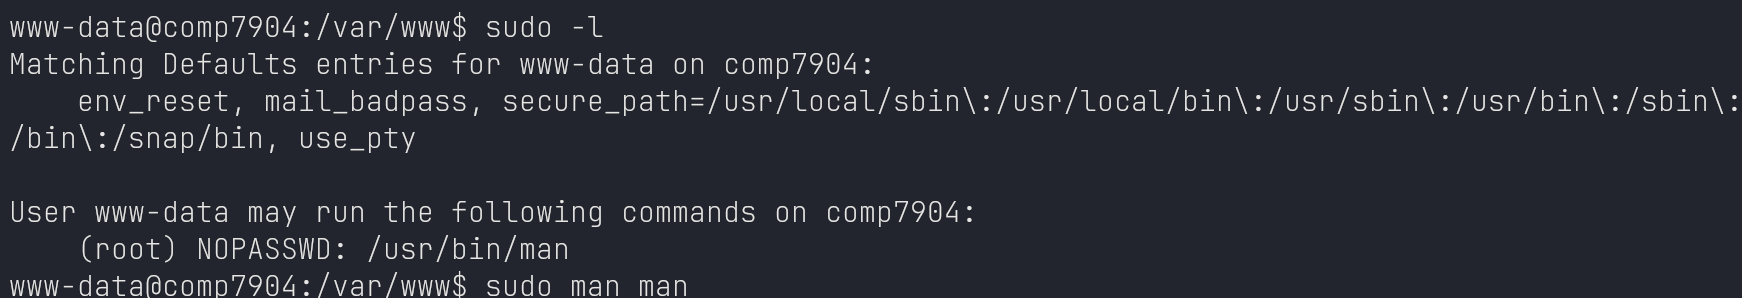 www-data@comp7904:/var/www$ sudo -l
Matching Defaults entries for www-data on comp7904:
    env_reset, mail_badpass, secure_path=/usr/local/sbin\:/usr/local/bin\:/usr/sbin\:/usr/bin\:/sbin\:
/bin\:/snap/bin, use_pty

User www-data may run the following commands on comp7904:
    (root) NOPASSWD: /usr/bin/man
www-data@comp7904:/var/www$ sudo man man